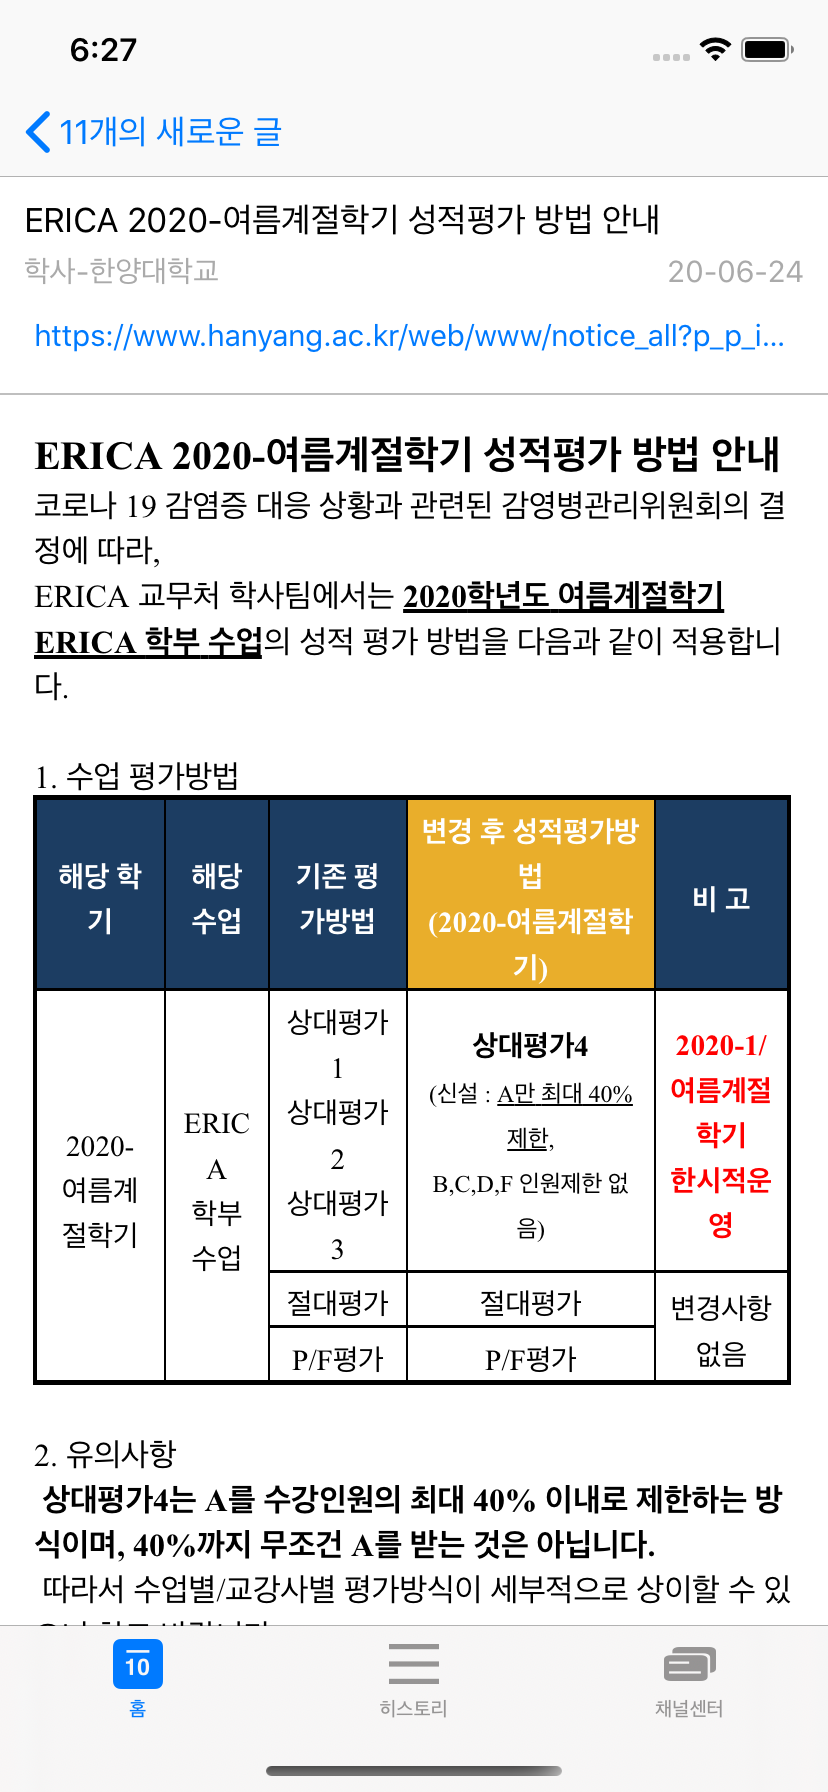 6:27
11개의 새로운 글
ERICA 2020-여름계절학기 성적평가 방법 안내
학사-한양대학교
20-06-24
https://www.hanyang.ac.kr/web/www/notice_all?p_p_i...
ERICA 2020-여름계절학기 성적평가 방법 안내
코로나 19 감염증 대응 상황과 관련된 감영병관리위원회의 결
정에 따라,
ERICA 교무처 학사팀에서는 2020학년도 여름계절학기
ERICA 학부 수업의 성적 평가 방법을 다음과 같이 적용합니
다.
1. 수업 평가방법
해당 학
기
해당
수업
기존 평
가방법
변경 후 성적평가방
법
(2020-여름계절학
기)
비 고
2020-
여름계
절학기
ERIC
A
학부
수업
상대평가
1
상대평가
2
상대평가
3
상대평가4
(신설 : A만 최대 40%
제한,
B,C,D,F 인원제한 없
음)
2020-1/
여름계절
학기
한시적운
영
절대평가
절대평가
변경사항
없음
P/F평가
P/F평가
2. 유의사항
상대평가4는 A를 수강인원의 최대 40% 이내로 제한하는 방
식이며, 40%까지 무조건 A를 받는 것은 아닙니다.
따라서 수업별/교강사별 평가방식이 세부적으로 상이할 수 있
10
홈
히스토리
채널센터